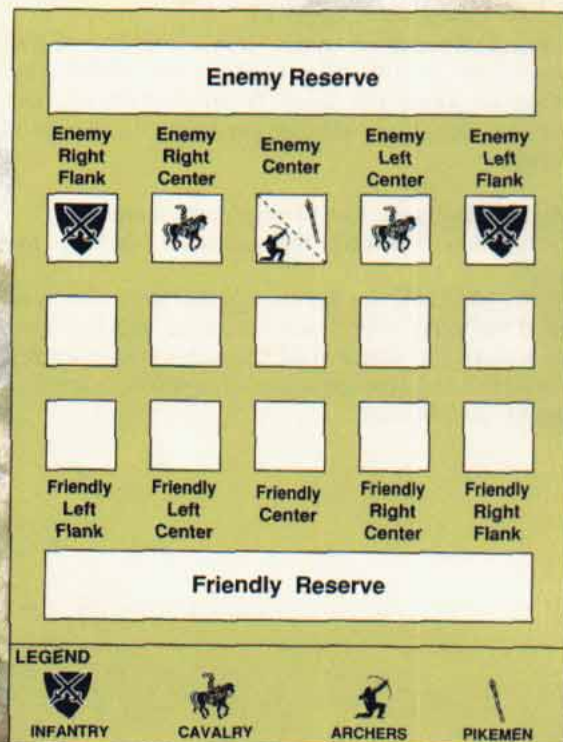 Enemy Reserve
Enemy Right Flank
Enemy Right Center
Enemy Center
Enemy Left Center
Enemy Left Flank
Friendly Left Flank
Friendly Left Center
Friendly Center
Friendly Right Center
Friendly Right Flank
Friendly Reserve
LEGEND
INFANTRY
CAVALRY
ARCHERS
PIKEMEN